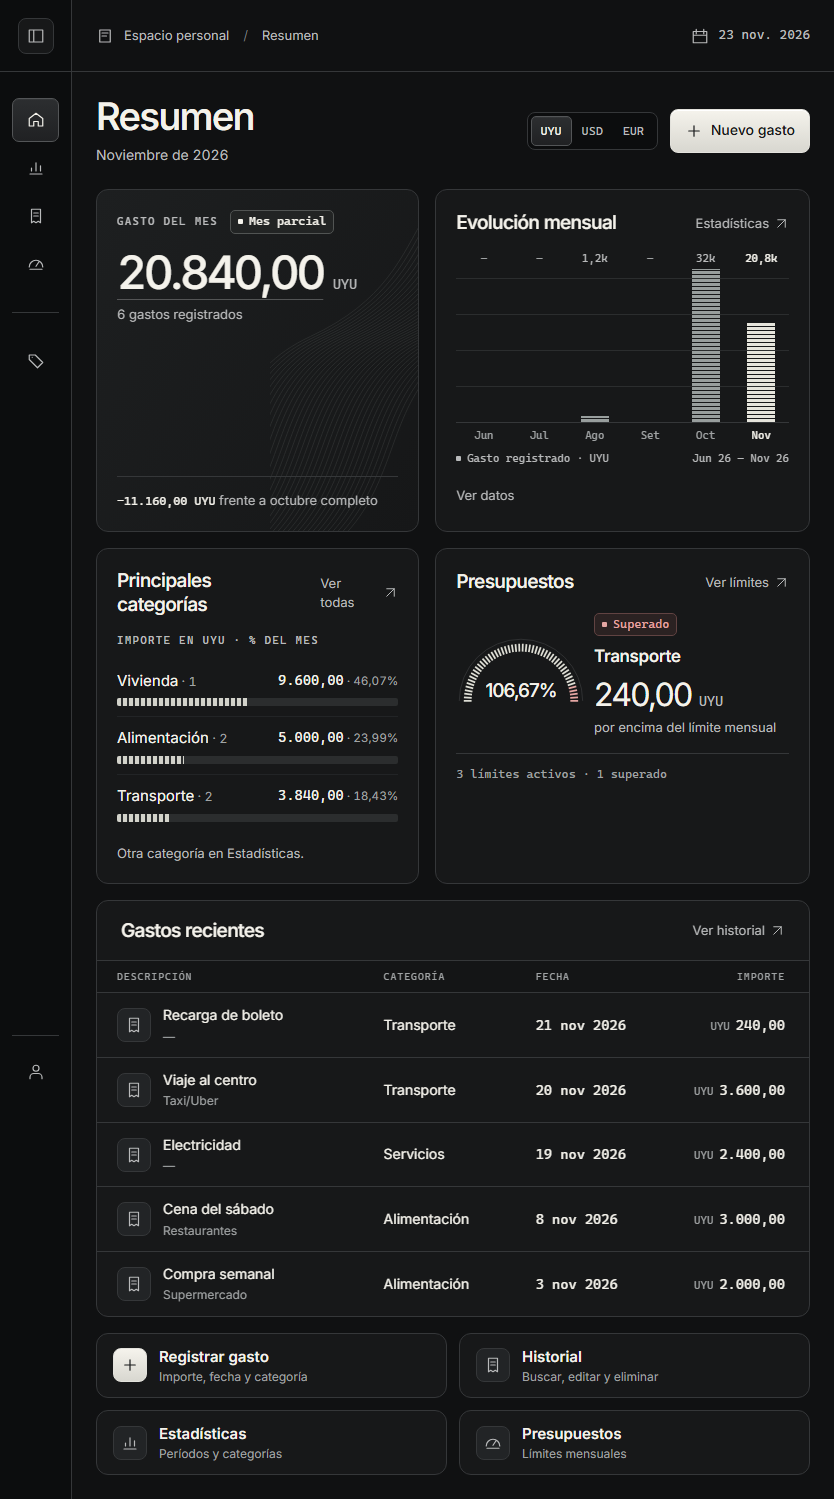 Espacio personal / Resumen
23 nov. 2026
Resumen
Noviembre de 2026
UYU USD EUR
Nuevo gasto
GASTO DEL MES
Mes parcial
20.840,00 UYU
6 gastos registrados
−11.160,00 UYU frente a octubre completo
Evolución mensual
Estadísticas
— — 1,2k — 32k 20,8k
Jun Jul Ago Set Oct Nov
Gasto registrado · UYU
Jun 26 — Nov 26
Ver datos
Principales
categorías
Ver
todas
IMPORTE EN UYU · % DEL MES
Vivienda · 1 9.600,00 · 46,07%
Alimentación · 2 5.000,00 · 23,99%
Transporte · 2 3.840,00 · 18,43%
Otra categoría en Estadísticas.
Presupuestos
Ver límites
106,67%
Superado
Transporte
240,00 UYU
por encima del límite mensual
3 límites activos · 1 superado
Gastos recientes
Ver historial
DESCRIPCIÓN CATEGORÍA FECHA IMPORTE
Recarga de boleto
—
Transporte 21 nov 2026 UYU 240,00
Viaje al centro
Taxi/Uber
Transporte 20 nov 2026 UYU 3.600,00
Electricidad
—
Servicios 19 nov 2026 UYU 2.400,00
Cena del sábado
Restaurantes
Alimentación 8 nov 2026 UYU 3.000,00
Compra semanal
Supermercado
Alimentación 3 nov 2026 UYU 2.000,00
Registrar gasto
Importe, fecha y categoría
Historial
Buscar, editar y eliminar
Estadísticas
Períodos y categorías
Presupuestos
Límites mensuales